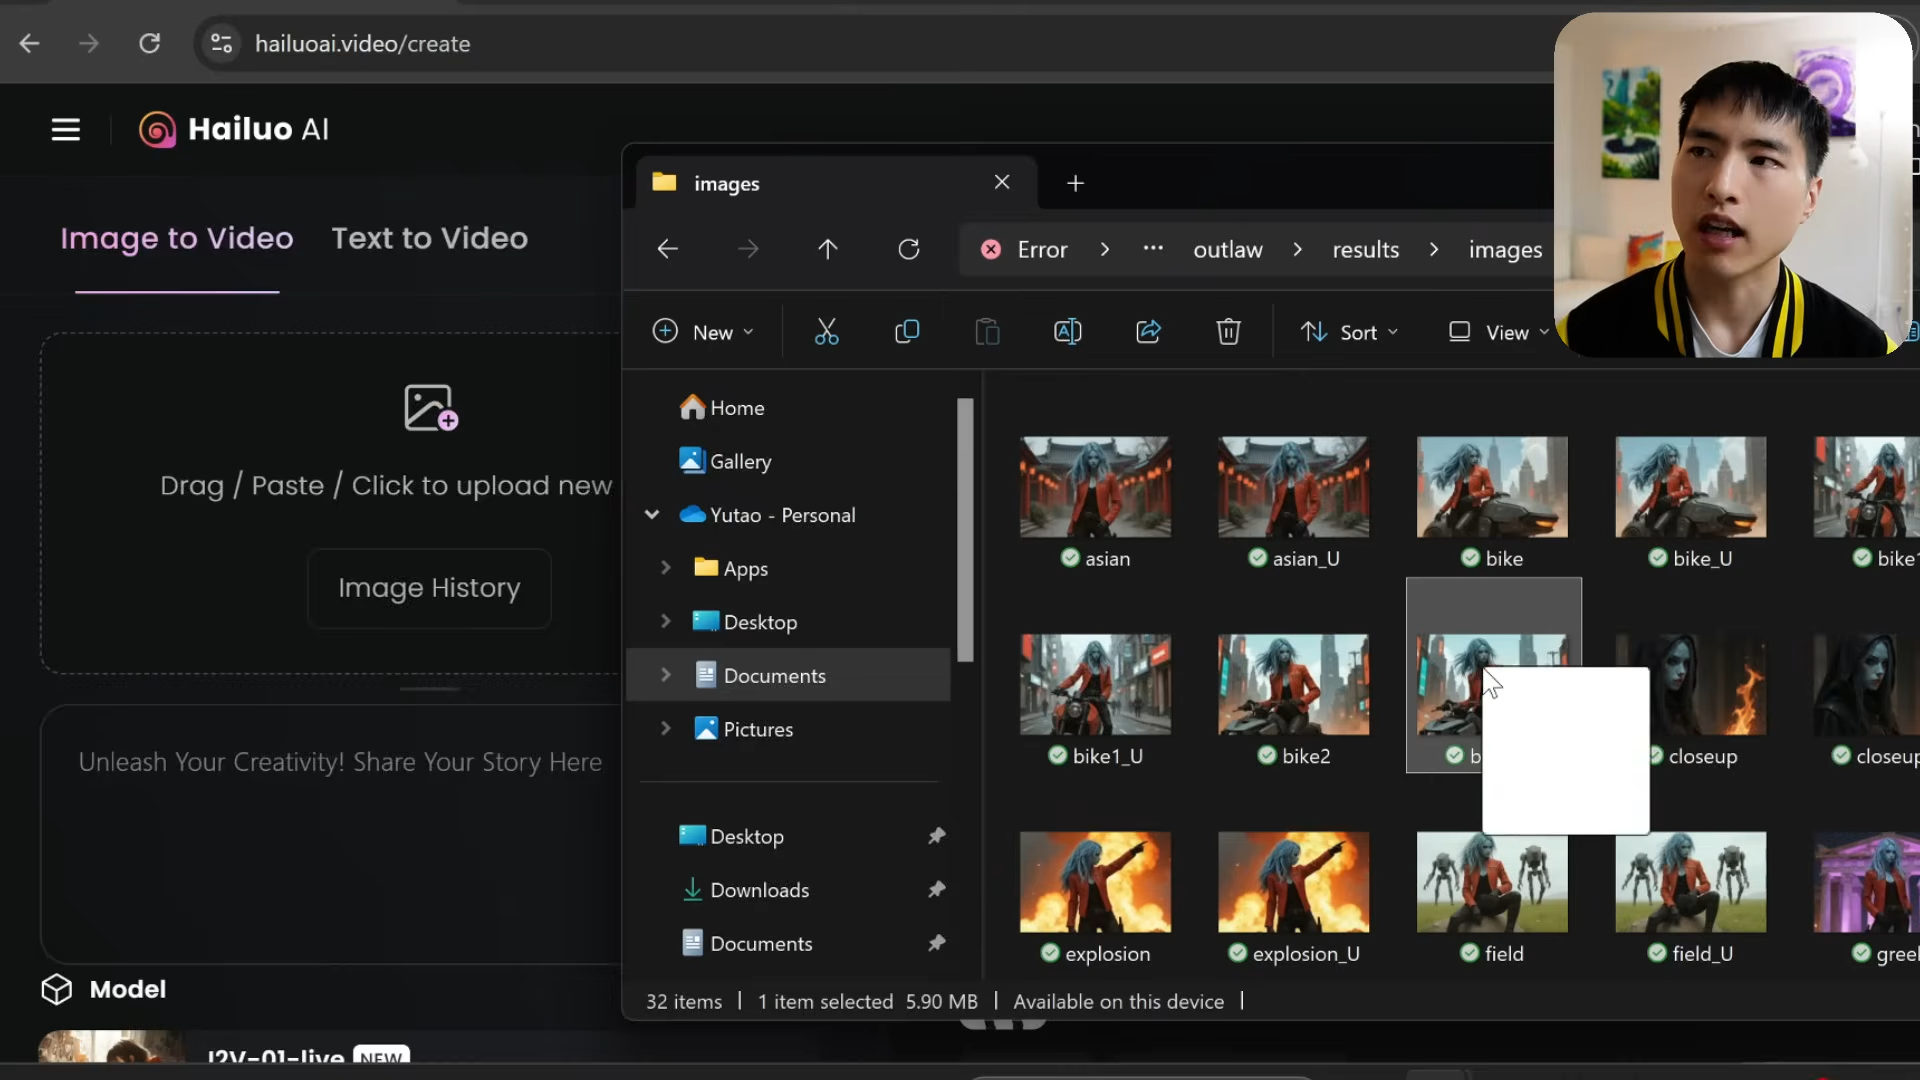 hailuoai.video/create
Hailuo AI
Image to Video
Text to Video
Drag / Paste / Click to upload new
Image History
Unleash Your Creativity! Share Your Story Here
Model
I2V-01-live NEW
images
Error > ... outlaw > results > images
New
Sort
View
Home
Gallery
Yutao - Personal
Apps
Desktop
Documents
Pictures
Desktop
Downloads
Documents
asian
asian_U
bike
bike_U
bike1
bike1_U
bike2
closeup
closeup
explosion
explosion_U
field
field_U
32 items | 1 item selected 5.90 MB | Available on this device |